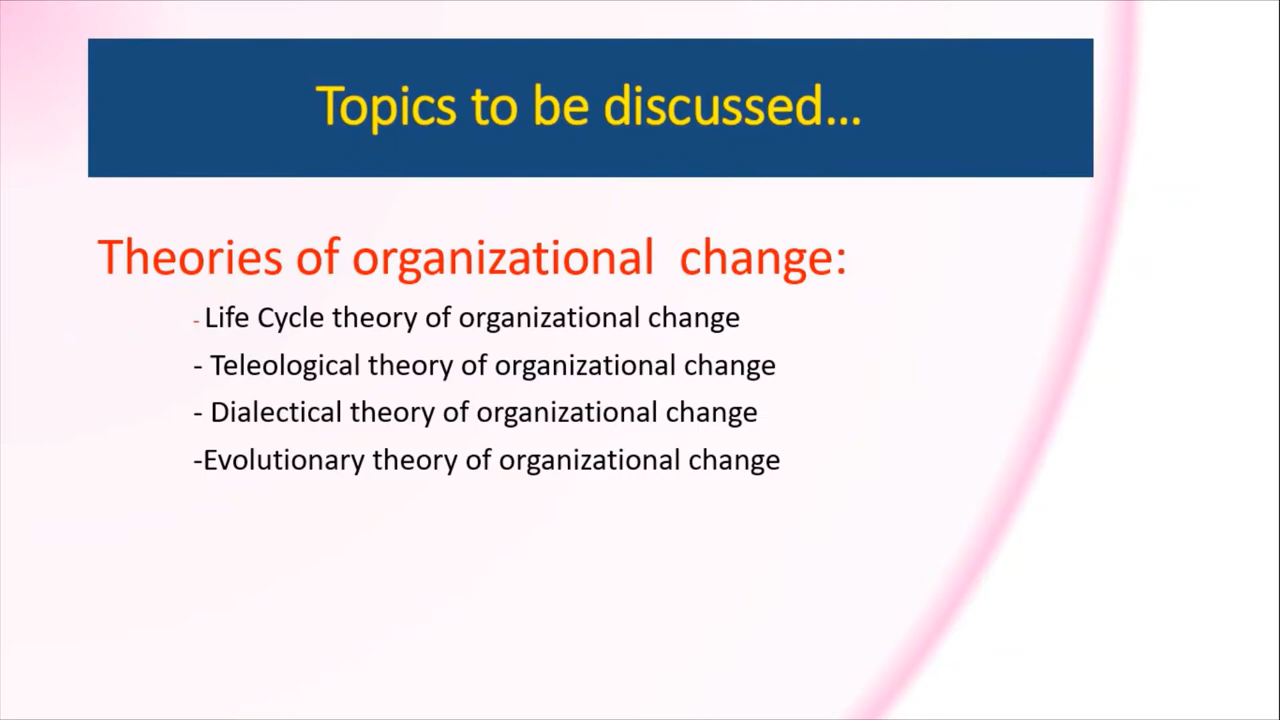 Topics to be discussed...
Theories of organizational  change:
- Life Cycle theory of organizational change
- Teleological theory of organizational change
- Dialectical theory of organizational change
-Evolutionary theory of organizational change